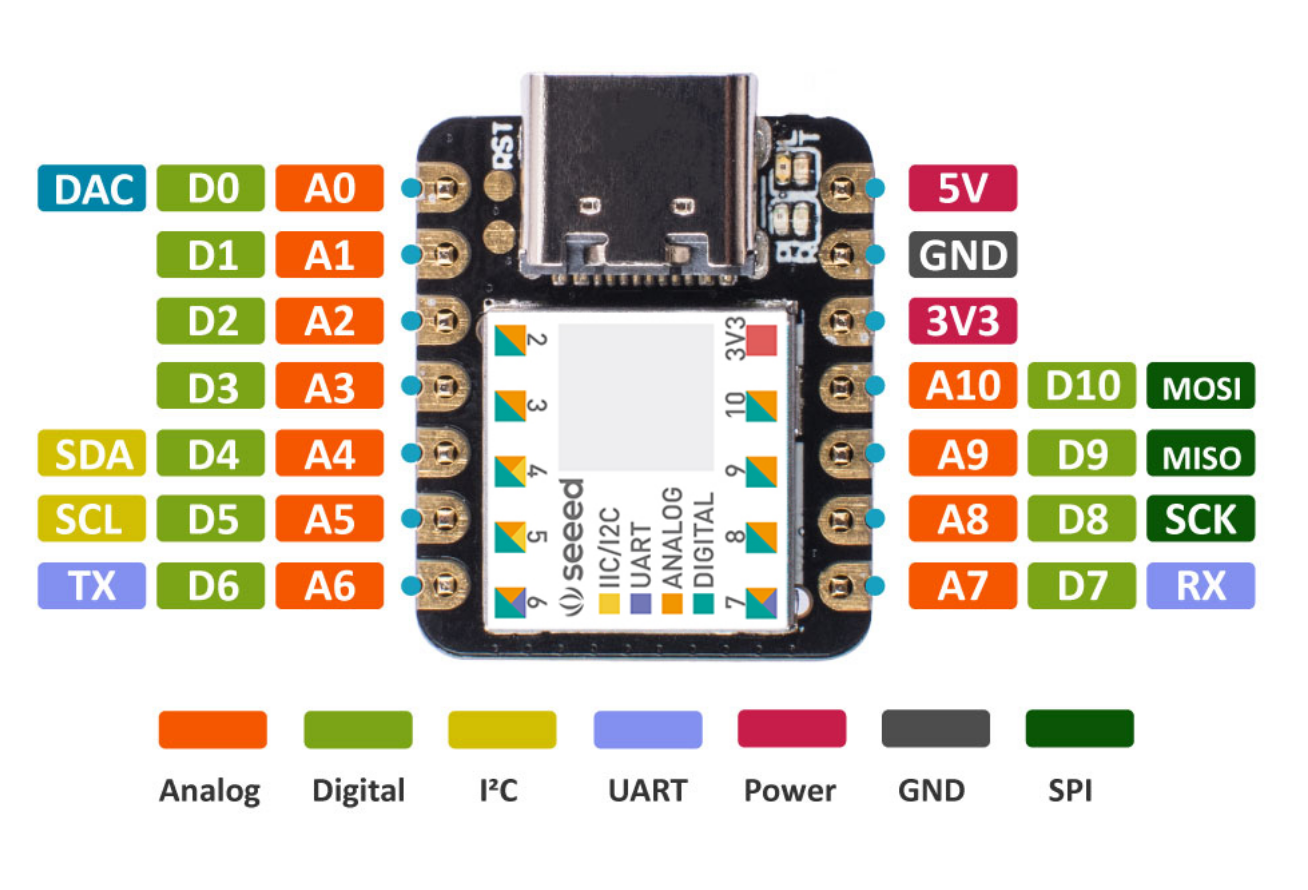 RST
L T
DAC D0 A0 5V
D1 A1 GND
D2 A2 3V3
D3 A3 A10 D10 MOSI
SDA D4 A4 A9 D9 MISO
SCL D5 A5 A8 D8 SCK
TX D6 A6 A7 D7 RX
2
3
4
5
6
3V3
10
9
8
7
seeed
IIC/I2C
UART
ANALOG
DIGITAL
Analog Digital I²C UART Power GND SPI